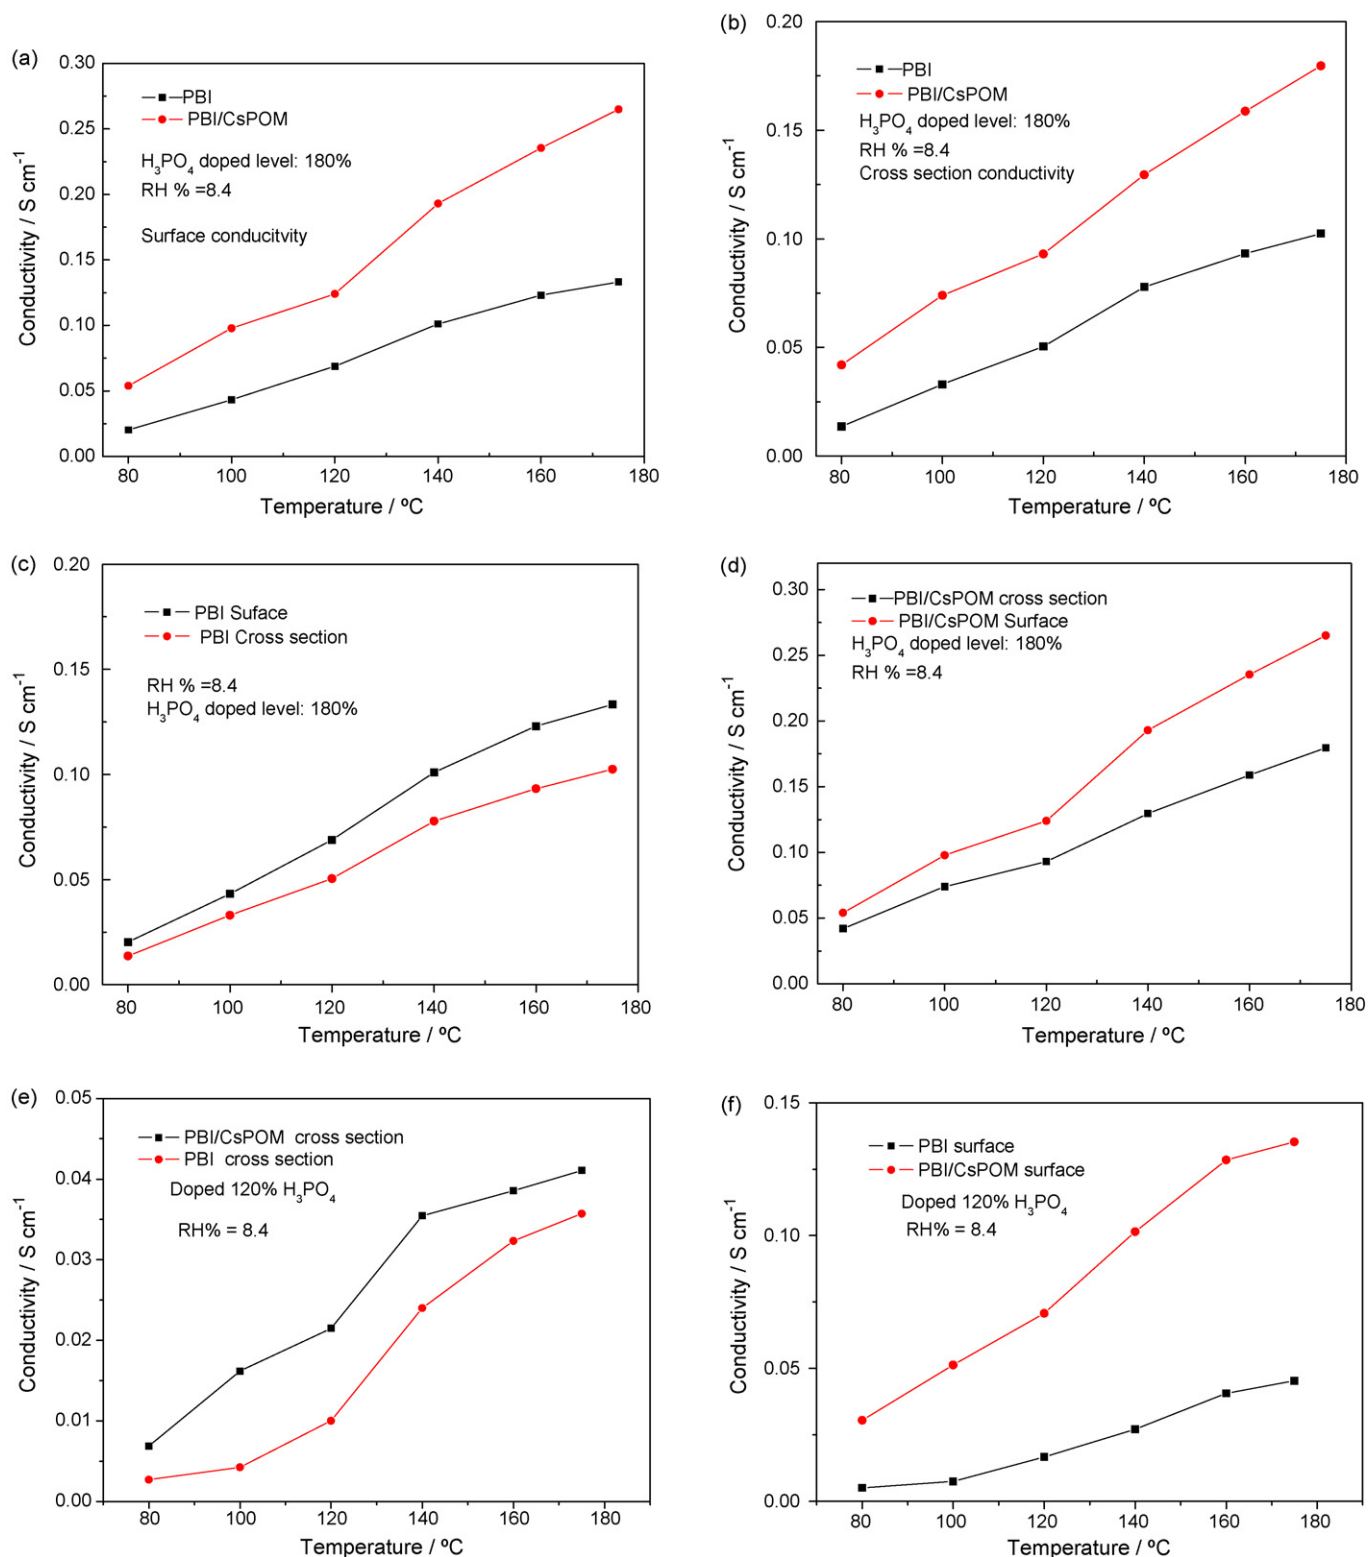 (a)
0.30
0.25
0.20
0.15
0.10
0.05
0.00
Conductivity / S cm⁻¹
PBI
PBI/CsPOM
H₃PO₄ doped level: 180%
RH % =8.4
Surface conducitvity
80 100 120 140 160 180
Temperature / ºC
(b)
0.20
0.15
0.10
0.05
0.00
Conductivity / S cm⁻¹
PBI
PBI/CsPOM
H₃PO₄ doped level: 180%
RH % =8.4
Cross section conductivity
80 100 120 140 160 180
Temperature / ºC
(c)
0.20
0.15
0.10
0.05
0.00
Conductivity / S cm⁻¹
PBI Suface
PBI Cross section
RH % =8.4
H₃PO₄ doped level: 180%
80 100 120 140 160 180
Temperature / ºC
(d)
0.30
0.25
0.20
0.15
0.10
0.05
0.00
Conductivity / S cm⁻¹
PBI/CsPOM cross section
PBI/CsPOM Surface
H₃PO₄ doped level: 180%
RH % =8.4
80 100 120 140 160 180
Temperature / ºC
(e)
0.05
0.04
0.03
0.02
0.01
0.00
Conductivity / S cm⁻¹
PBI/CsPOM cross section
PBI cross section
Doped 120% H₃PO₄
RH% = 8.4
80 100 120 140 160 180
Temperature / ºC
(f)
0.15
0.10
0.05
0.00
Conductivity / S cm⁻¹
PBI surface
PBI/CsPOM surface
Doped 120% H₃PO₄
RH% = 8.4
80 100 120 140 160 180
Temperature / ºC